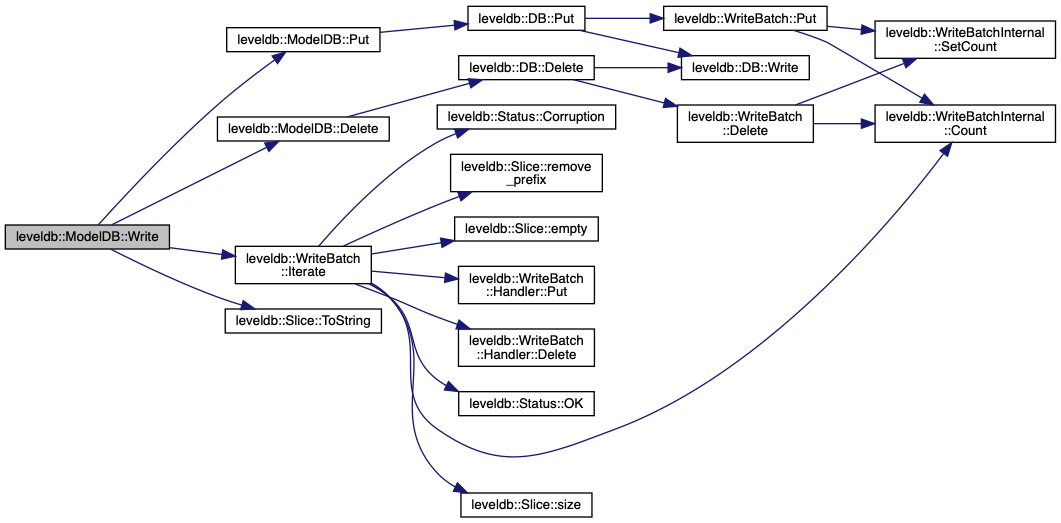 leveldb::ModelDB::Write
leveldb::ModelDB::Put
leveldb::ModelDB::Delete
leveldb::WriteBatch
::Iterate
leveldb::Slice::ToString
leveldb::DB::Put
leveldb::DB::Delete
leveldb::Status::Corruption
leveldb::Slice::remove
_prefix
leveldb::Slice::empty
leveldb::WriteBatch
::Handler::Put
leveldb::WriteBatch
::Handler::Delete
leveldb::Status::OK
leveldb::Slice::size
leveldb::WriteBatch::Put
leveldb::DB::Write
leveldb::WriteBatch
::Delete
leveldb::WriteBatchInternal
::SetCount
leveldb::WriteBatchInternal
::Count